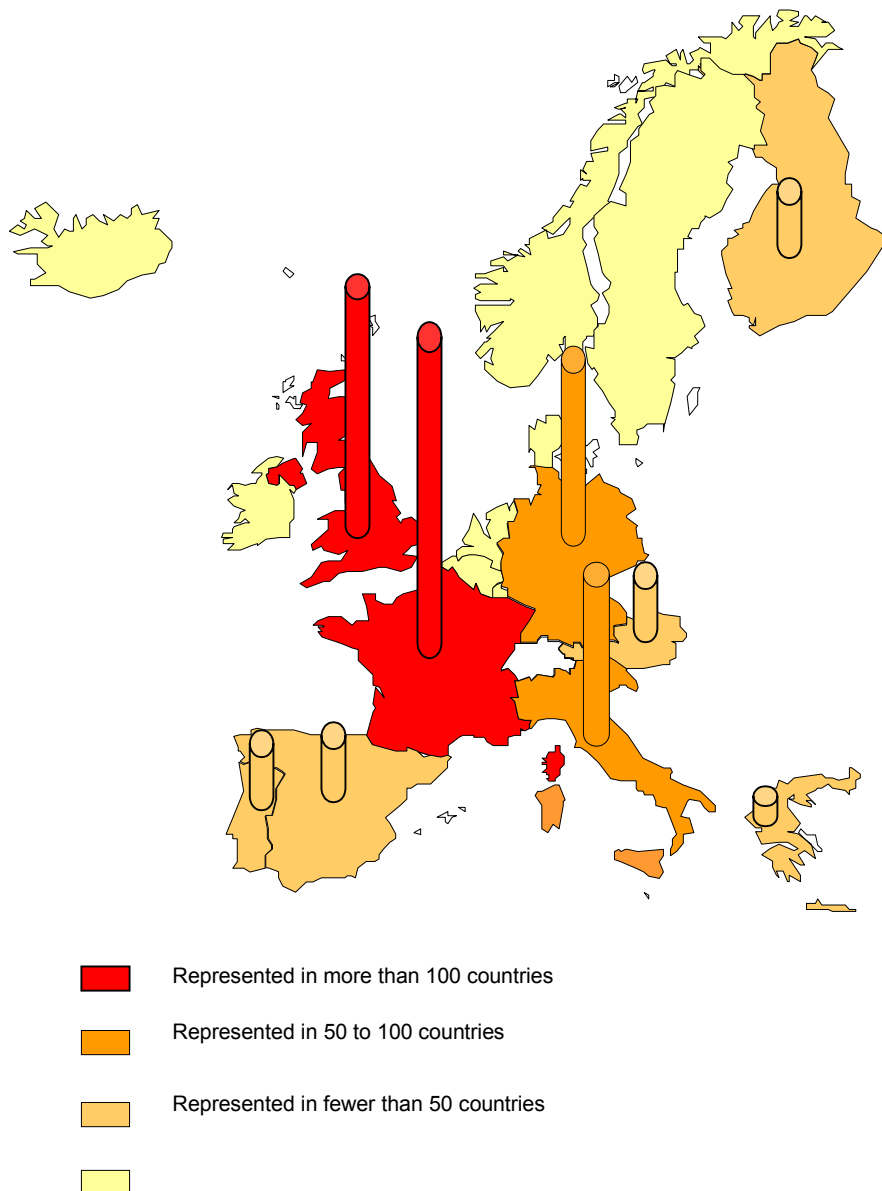 Represented in more than 100 countries
Represented in 50 to 100 countries
Represented in fewer than 50 countries